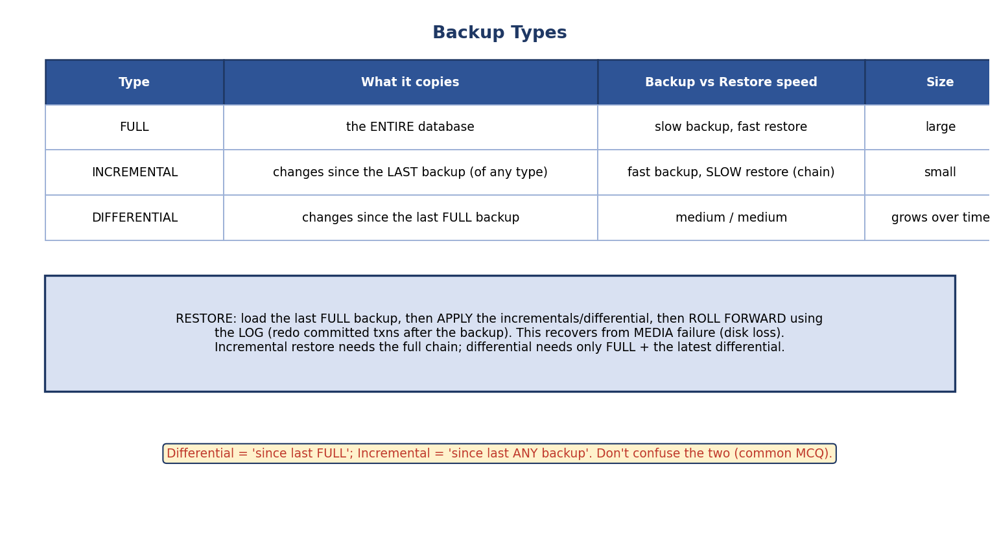 Backup Types
Type What it copies Backup vs Restore speed Size
FULL the ENTIRE database slow backup, fast restore large
INCREMENTAL changes since the LAST backup (of any type) fast backup, SLOW restore (chain) small
DIFFERENTIAL changes since the last FULL backup medium / medium grows over time
RESTORE: load the last FULL backup, then APPLY the incrementals/differential, then ROLL FORWARD using
the LOG (redo committed txns after the backup). This recovers from MEDIA failure (disk loss).
Incremental restore needs the full chain; differential needs only FULL + the latest differential.
Differential = 'since last FULL'; Incremental = 'since last ANY backup'. Don't confuse the two (common MCQ).